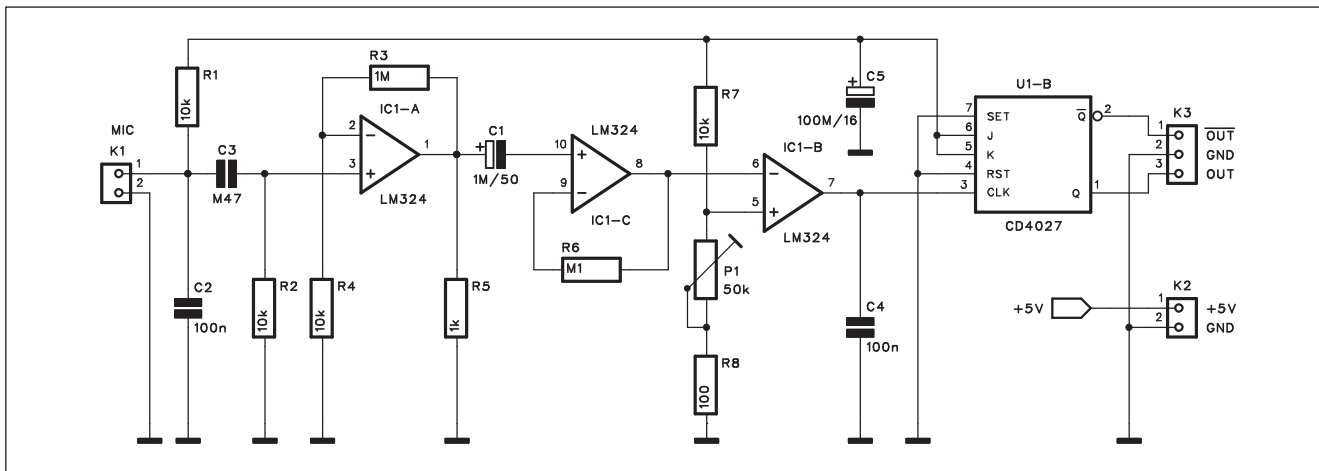 R1
10k
MIC
K1
1
2
C3
M47
C2
100n
R2
10k
R3
1M
IC1-A
2
3
1
LM324
R4
10k
R5
1k
C1
+
1M/50
LM324
10
9
8
IC1-C
R6
M1
R7
10k
IC1-B
6
5
7
LM324
P1
50k
R8
100
+
C5
100M/16
C4
100n
U1-B
7 SET
6 J
5 K
4 RST
3 CLK
Q 2
Q 1
CD4027
K3
1 OUT
2 GND
3 OUT
+5V
K2
1 +5V
2 GND